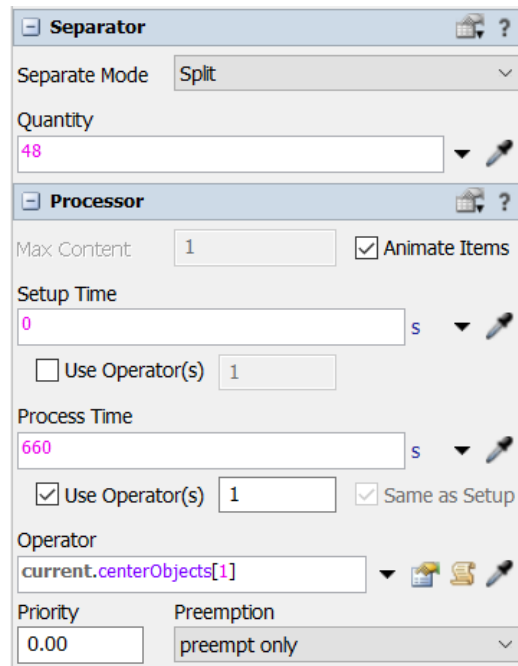 Separator ?
Separate Mode Split
Quantity
48
Processor ?
Max Content 1 Animate Items
Setup Time
0 s
Use Operator(s) 1
Process Time
660 s
Use Operator(s) 1 Same as Setup
Operator
current.centerObjects[1]
Priority Preemption
0.00 preempt only